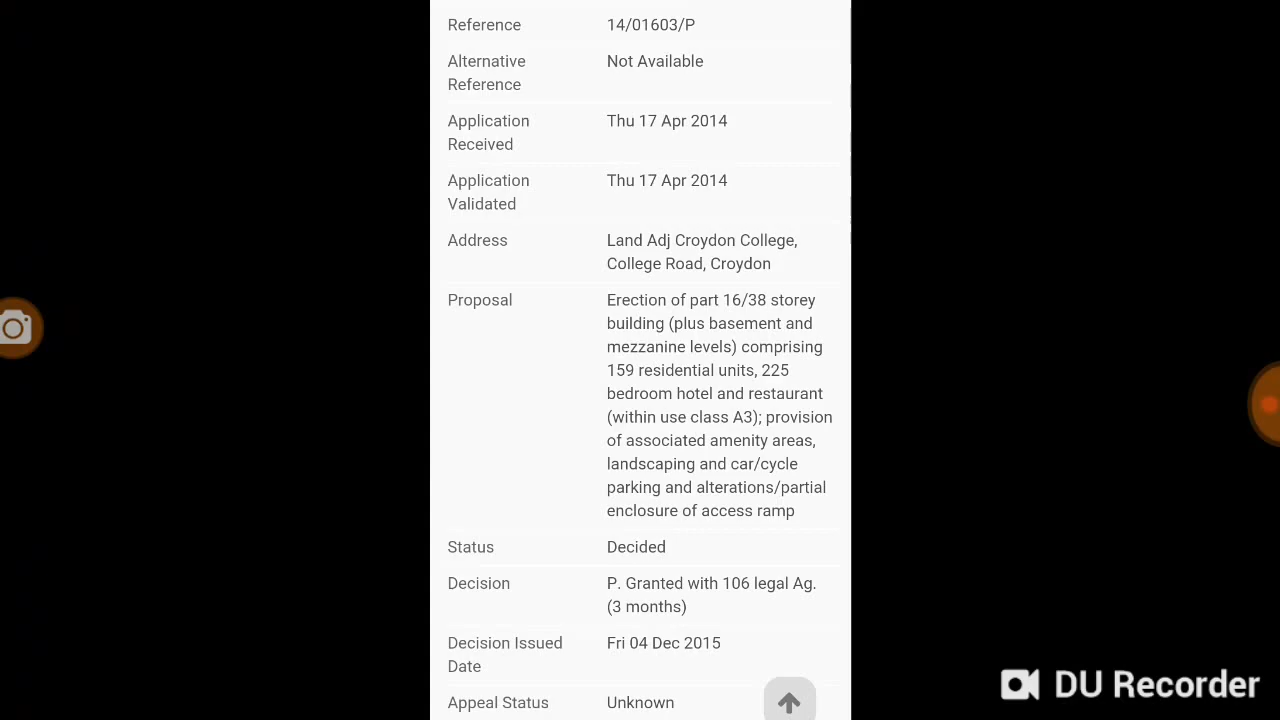 Reference 14/01603/P
Alternative Reference Not Available
Application Received Thu 17 Apr 2014
Application Validated Thu 17 Apr 2014
Address Land Adj Croydon College,
College Road, Croydon
Proposal Erection of part 16/38 storey
building (plus basement and
mezzanine levels) comprising
159 residential units, 225
bedroom hotel and restaurant
(within use class A3); provision
of associated amenity areas,
landscaping and car/cycle
parking and alterations/partial
enclosure of access ramp
Status Decided
Decision P. Granted with 106 legal Ag.
(3 months)
Decision Issued Date Fri 04 Dec 2015
Appeal Status Unknown
DU Recorder